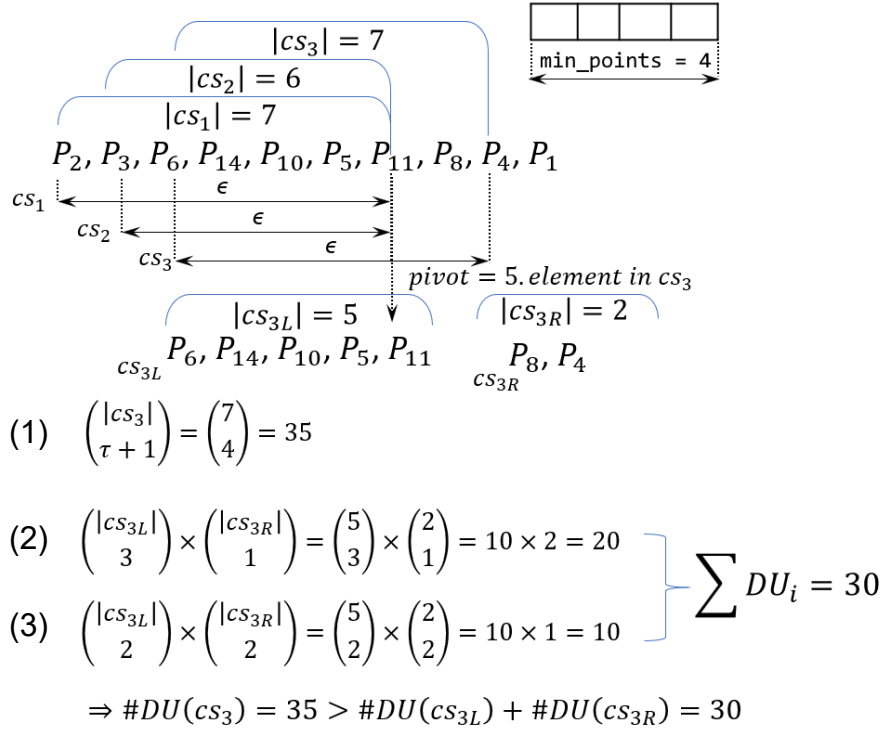 |cs₃| = 7
|cs₂| = 6
|cs₁| = 7
min_points = 4
P₂, P₃, P₆, P₁₄, P₁₀, P₅, P₁₁, P₈, P₄, P₁
cs₁ ϵ
cs₂ ϵ
cs₃ ϵ
pivot = 5. element in cs₃
|cs₃L| = 5
|cs₃R| = 2
cs₃L P₆, P₁₄, P₁₀, P₅, P₁₁
cs₃R P₈, P₄
(1) (|cs₃| τ + 1) = (7 4) = 35
(2) (|cs₃L| 3) × (|cs₃R| 1) = (5 3) × (2 1) = 10 × 2 = 20
(3) (|cs₃L| 2) × (|cs₃R| 2) = (5 2) × (2 2) = 10 × 1 = 10
∑ DUᵢ = 30
⇒ #DU(cs₃) = 35 > #DU(cs₃L) + #DU(cs₃R) = 30